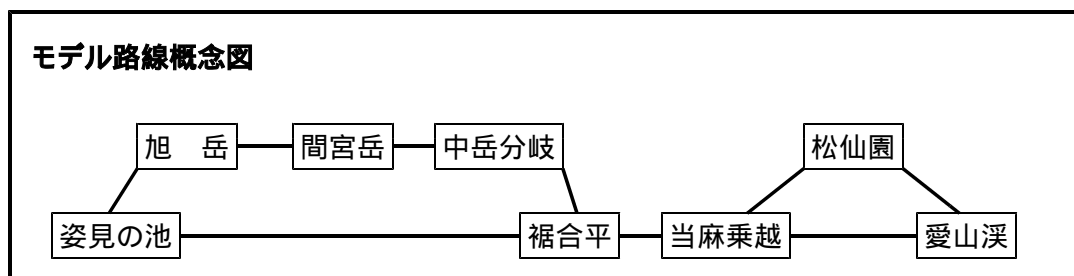 モデル路線概念図
旭　岳
間宮岳
中岳分岐
松仙園
姿見の池
裾合平
当麻乗越
愛山渓